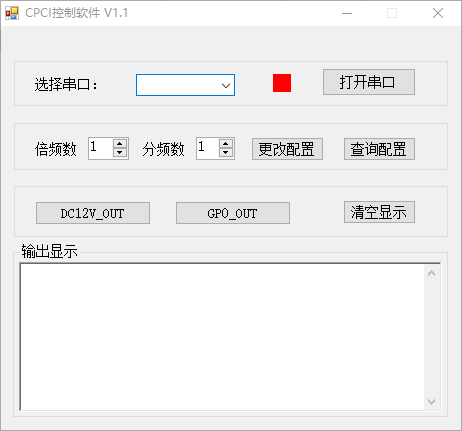 CPCI控制软件 V1.1
选择串口： 打开串口
倍频数 1 分频数 1 更改配置 查询配置
DC12V_OUT GPO_OUT 清空显示
输出显示